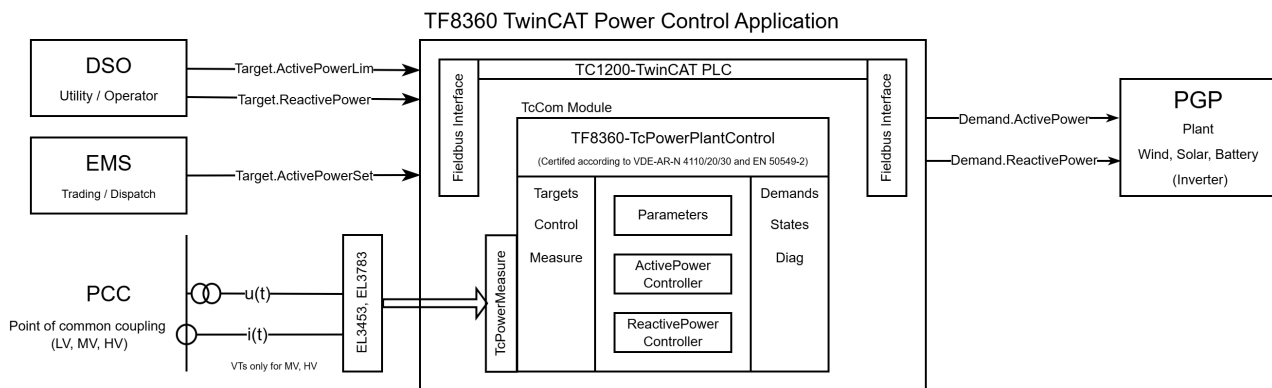 TF8360 TwinCAT Power Control Application
DSO
Utility / Operator
Target.ActivePowerLim
Target.ReactivePower
EMS
Trading / Dispatch
Target.ActivePowerSet
PCC
Point of common coupling
(LV, MV, HV)
u(t)
i(t)
VTs only for MV, HV
EL3453, EL3783
Fieldbus Interface
TC1200-TwinCAT PLC
TcCom Module
TF8360-TcPowerPlantControl
(Certifed according to VDE-AR-N 4110/20/30 and EN 50549-2)
TcPowerMeasure
Targets
Control
Measure
Parameters
ActivePower
Controller
ReactivePower
Controller
Demands
States
Diag
Fieldbus Interface
Demand.ActivePower
Demand.ReactivePower
PGP
Plant
Wind, Solar, Battery
(Inverter)